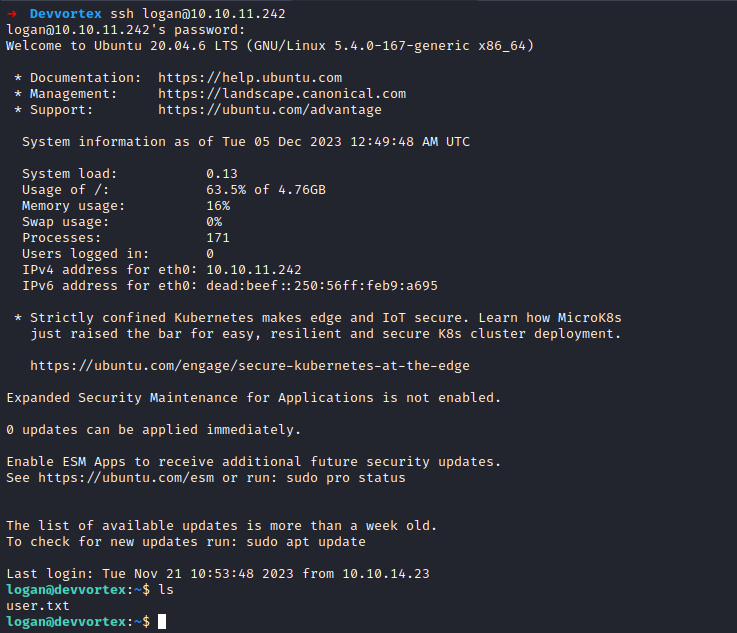 → Devvortex ssh logan@10.10.11.242
logan@10.10.11.242's password:
Welcome to Ubuntu 20.04.6 LTS (GNU/Linux 5.4.0-167-generic x86_64)
* Documentation: https://help.ubuntu.com
* Management: https://landscape.canonical.com
* Support: https://ubuntu.com/advantage
System information as of Tue 05 Dec 2023 12:49:48 AM UTC
System load: 0.13
Usage of /: 63.5% of 4.76GB
Memory usage: 16%
Swap usage: 0%
Processes: 171
Users logged in: 0
IPv4 address for eth0: 10.10.11.242
IPv6 address for eth0: dead:beef::250:56ff:feb9:a695
* Strictly confined Kubernetes makes edge and IoT secure. Learn how MicroK8s
just raised the bar for easy, resilient and secure K8s cluster deployment.
https://ubuntu.com/engage/secure-kubernetes-at-the-edge
Expanded Security Maintenance for Applications is not enabled.
0 updates can be applied immediately.
Enable ESM Apps to receive additional future security updates.
See https://ubuntu.com/esm or run: sudo pro status
The list of available updates is more than a week old.
To check for new updates run: sudo apt update
Last login: Tue Nov 21 10:53:48 2023 from 10.10.14.23
logan@devvortex:~$ ls
user.txt
logan@devvortex:~$